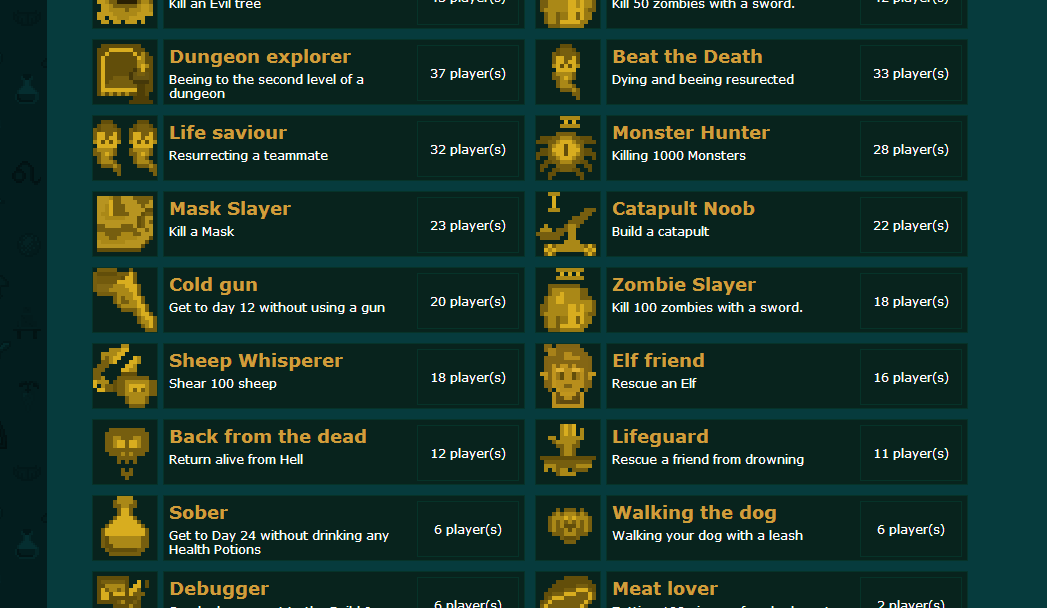 Kill an Evil tree
Kill 50 zombies with a sword.
Dungeon explorer
Beeing to the second level of a
dungeon
37 player(s)
Beat the Death
Dying and beeing resurected
33 player(s)
Life saviour
Resurrecting a teammate
32 player(s)
Monster Hunter
Killing 1000 Monsters
28 player(s)
Mask Slayer
Kill a Mask
23 player(s)
Catapult Noob
Build a catapult
22 player(s)
Cold gun
Get to day 12 without using a gun
20 player(s)
Zombie Slayer
Kill 100 zombies with a sword.
18 player(s)
Sheep Whisperer
Shear 100 sheep
18 player(s)
Elf friend
Rescue an Elf
16 player(s)
Back from the dead
Return alive from Hell
12 player(s)
Lifeguard
Rescue a friend from drowning
11 player(s)
Sober
Get to Day 24 without drinking any
Health Potions
6 player(s)
Walking the dog
Walking your dog with a leash
6 player(s)
Debugger
6 player(s)
Meat lover
2 player(s)